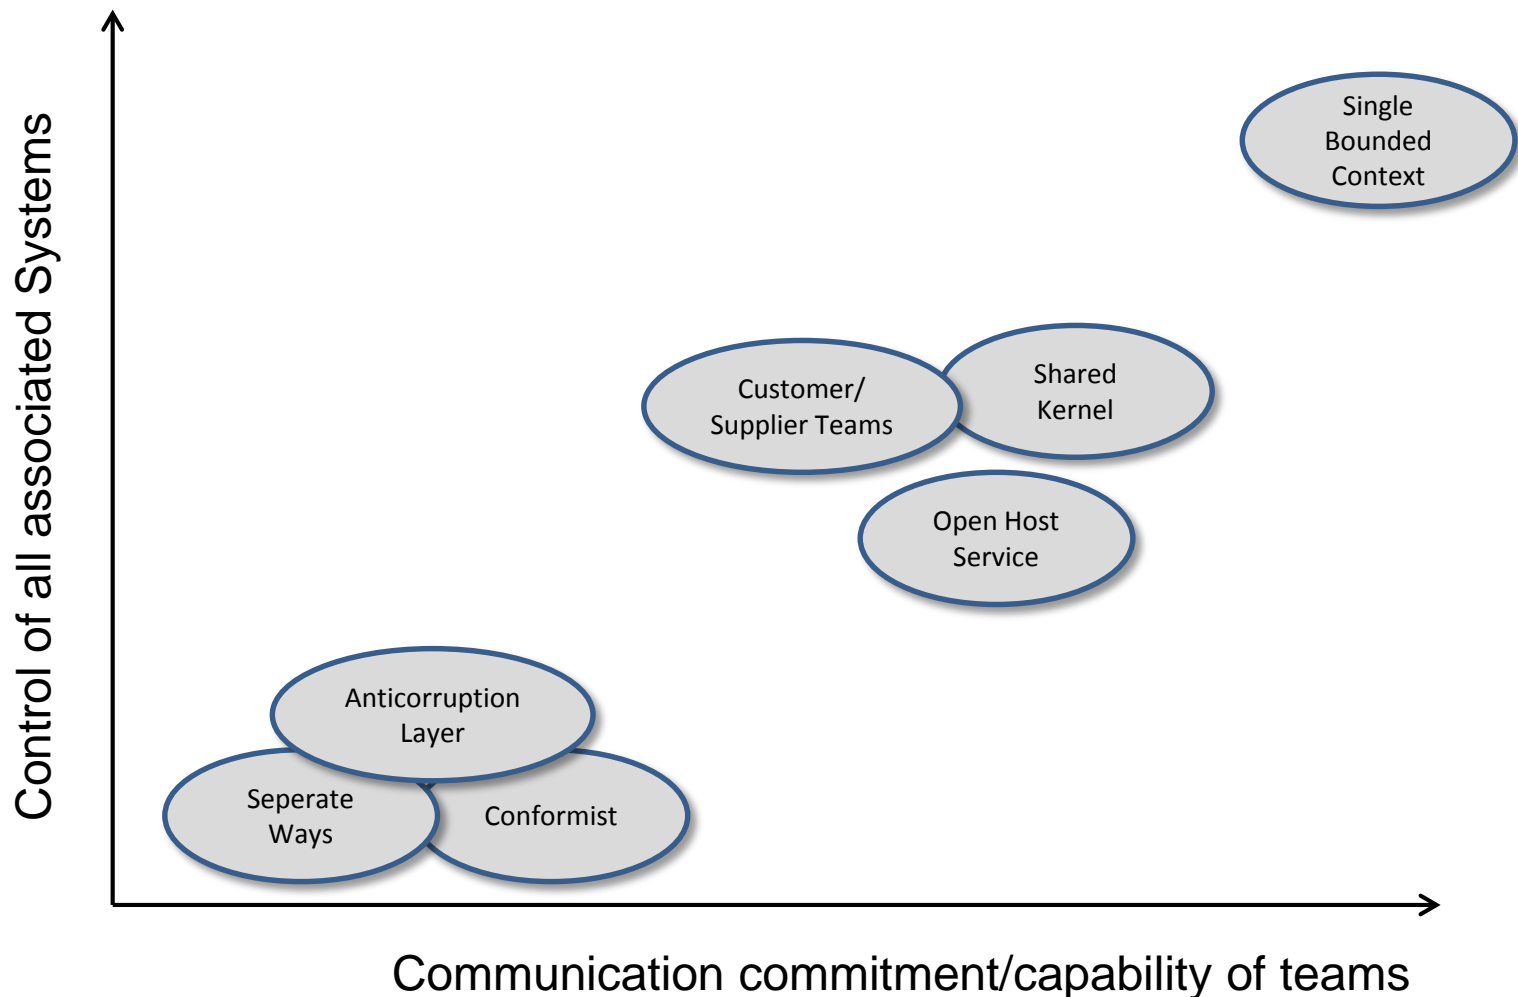 Control of all associated Systems
Single
Bounded
Context
Customer/
Supplier Teams
Shared
Kernel
Open Host
Service
Anticorruption
Layer
Seperate
Ways
Conformist
Communication commitment/capability of teams